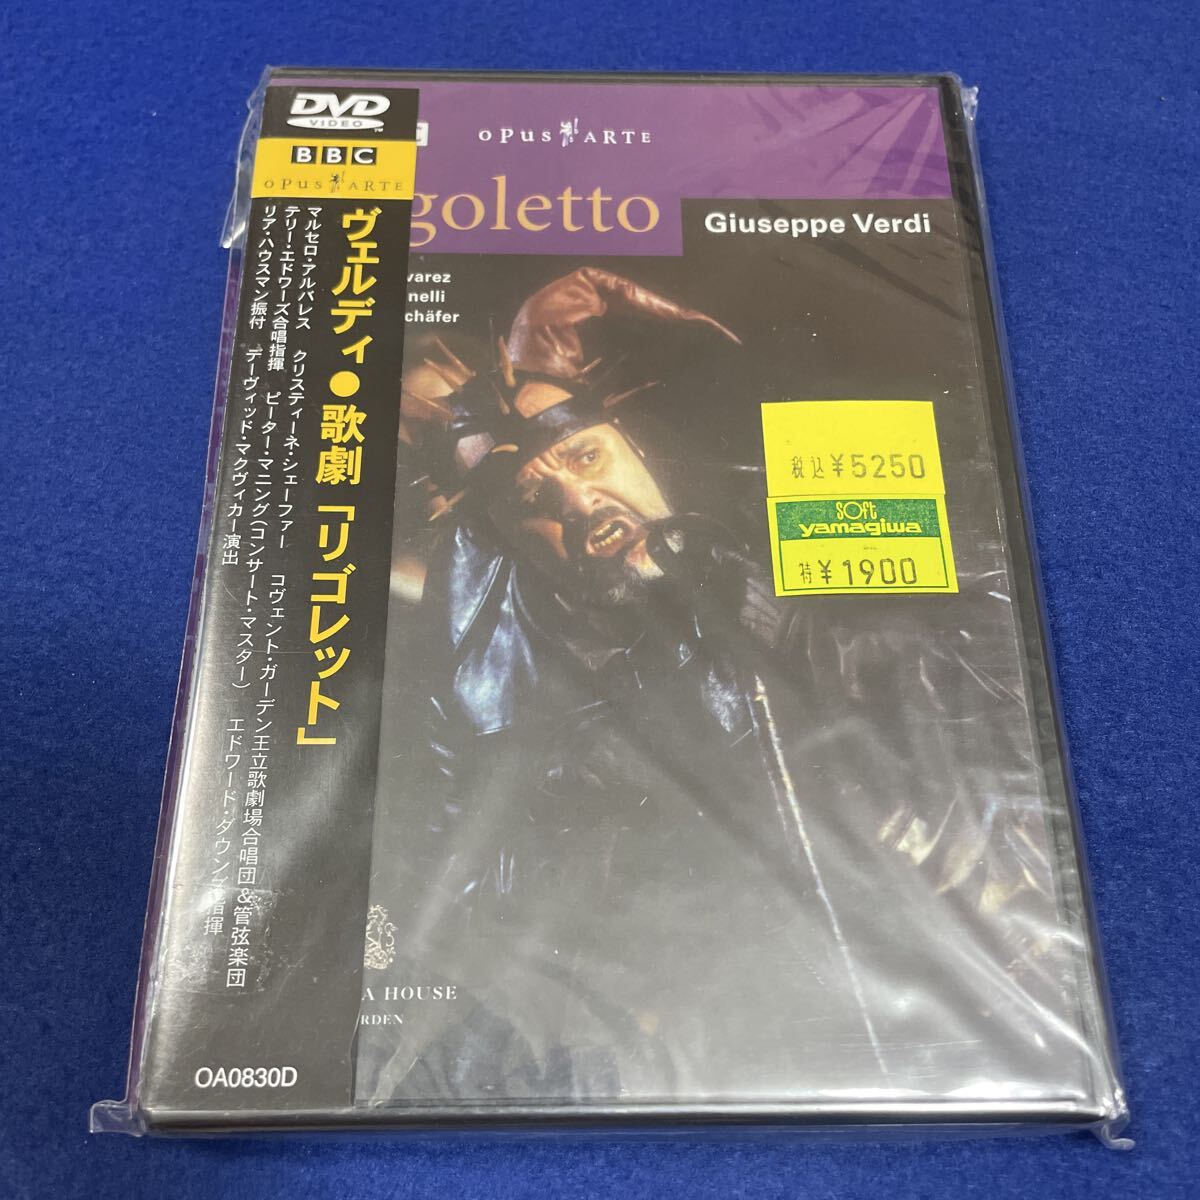 DVD
VIDEO
BBC
OPUS ARTE
ヴェルディ●歌劇「リゴレット」
マルセロ・アルバレス クリスティーネ・シェーファー コヴェント・ガーデン王立歌劇場合唱団&管弦楽団
テリー・エドワーズ合唱指揮 ピーター・マニング(コンサート・マスター) エドワード・ダウンズ指揮
リア・ハウスマン振付 デーヴィッド・マクヴィカー演出
OA0830D
C
OPUS ARTE
goletto
Giuseppe Verdi
varez
nelli
chäfer
税込¥5250
soft
yamagiwa
特¥1900
A HOUSE
RDEN